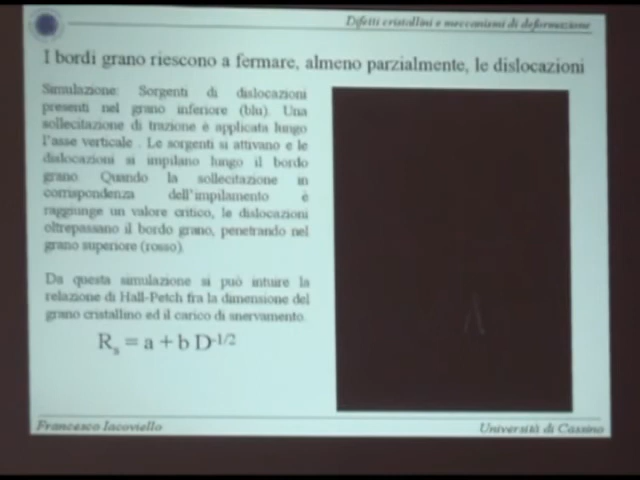 Difetti cristallini e meccanismi di deformazione
I bordi grano riescono a fermare, almeno parzialmente, le dislocazioni
Simulazione: Sorgenti di dislocazioni
presenti nel grano inferiore (blu). Una
sollecitazione di trazione è applicata lungo
l'asse verticale . Le sorgenti si attivano e le
dislocazioni si impilano lungo il bordo
grano Quando la sollecitazione in
corrispondenza dell'impilamento è
raggiunge un valore critico, le dislocazioni
oltrepassano il bordo grano, penetrando nel
grano superiore (rosso).
Da questa simulazione si può intuire la
relazione di Hall-Petch fra la dimensione del
grano cristallino ed il carico di snervamento.
Rs = a + b D-1/2
Francesco Iacoviello
Università di Cassino